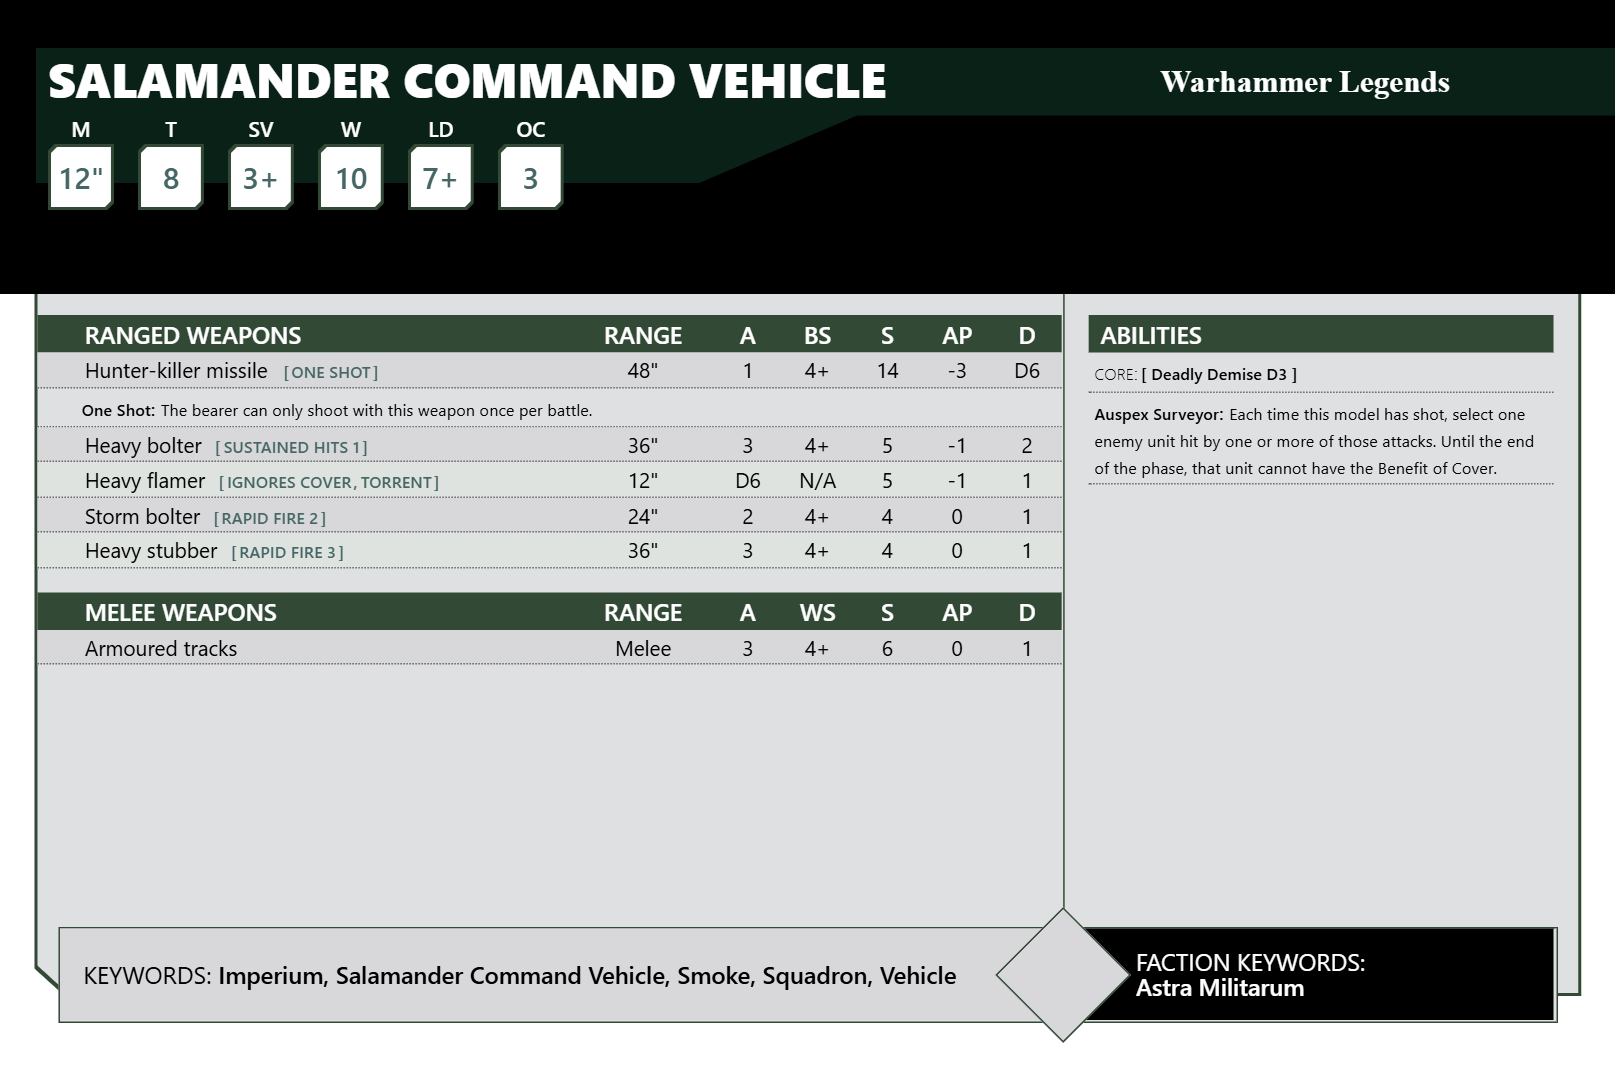 SALAMANDER COMMAND VEHICLE
Warhammer Legends
M T SV W LD OC
12" 8 3+ 10 7+ 3
RANGED WEAPONS RANGE A BS S AP D
Hunter-killer missile [ONE SHOT] 48" 1 4+ 14 -3 D6
One Shot: The bearer can only shoot with this weapon once per battle.
Heavy bolter [SUSTAINED HITS 1] 36" 3 4+ 5 -1 2
Heavy flamer [IGNORES COVER, TORRENT] 12" D6 N/A 5 -1 1
Storm bolter [RAPID FIRE 2] 24" 2 4+ 4 0 1
Heavy stubber [RAPID FIRE 3] 36" 3 4+ 4 0 1
MELEE WEAPONS RANGE A WS S AP D
Armoured tracks Melee 3 4+ 6 0 1
ABILITIES
CORE: [ Deadly Demise D3 ]
Auspex Surveyor: Each time this model has shot, select one
enemy unit hit by one or more of those attacks. Until the end
of the phase, that unit cannot have the Benefit of Cover.
KEYWORDS: Imperium, Salamander Command Vehicle, Smoke, Squadron, Vehicle
FACTION KEYWORDS:
Astra Militarum